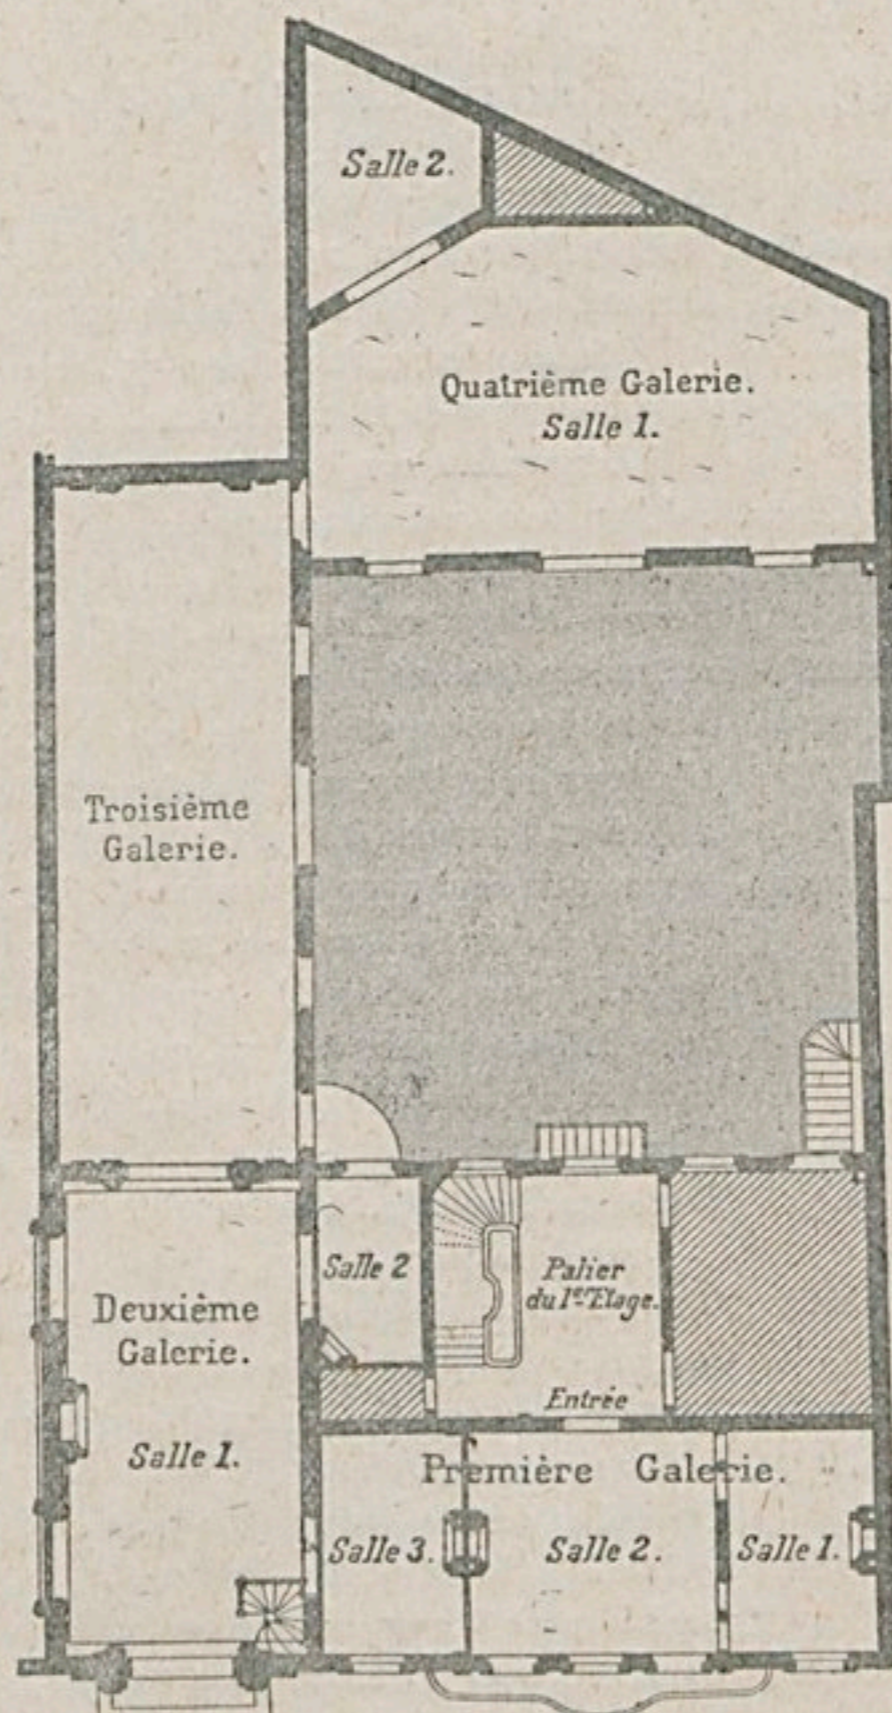 Salle 2.
Quatrième Galerie.
Salle 1.
Troisième
Galerie.
Salle 2
Palier
du 1er Etage.
Deuxième
Galerie.
Salle 1.
Entrée
Première Galerie.
Salle 3.
Salle 2.
Salle 1.